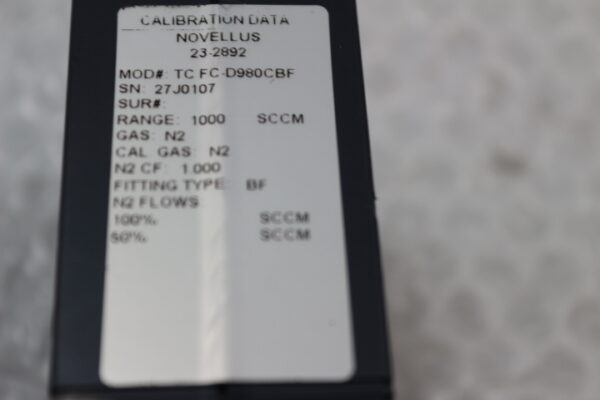 CALIBRATION DATA
NOVELLUS
23-2892
MOD#: TC FC-D980CBF
SN: 27J0107
SUR#:
RANGE: 1000 SCCM
GAS: N2
CAL GAS: N2
N2 CF: 1.000
FITTING TYPE: BF
N2 FLOWS
100% SCCM
50% SCCM